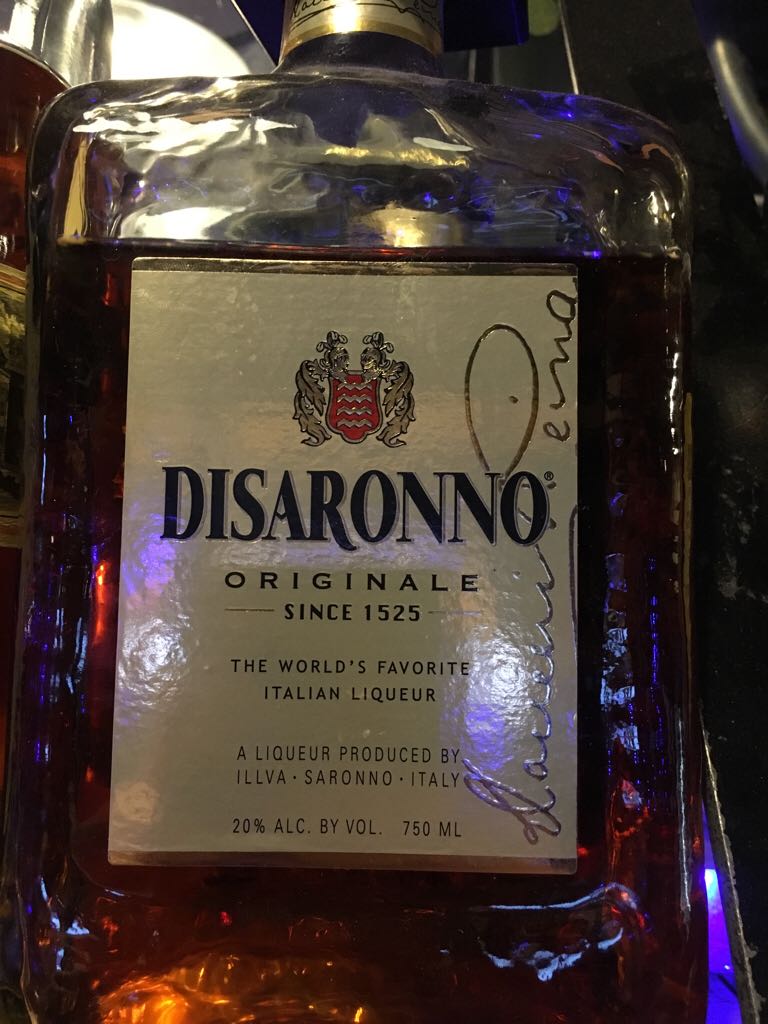 DISARONNO®
ORIGINALE
SINCE 1525
THE WORLD'S FAVORITE
ITALIAN LIQUEUR
A LIQUEUR PRODUCED BY
ILLVA · SARONNO · ITALY
20% ALC. BY VOL. 750 ML